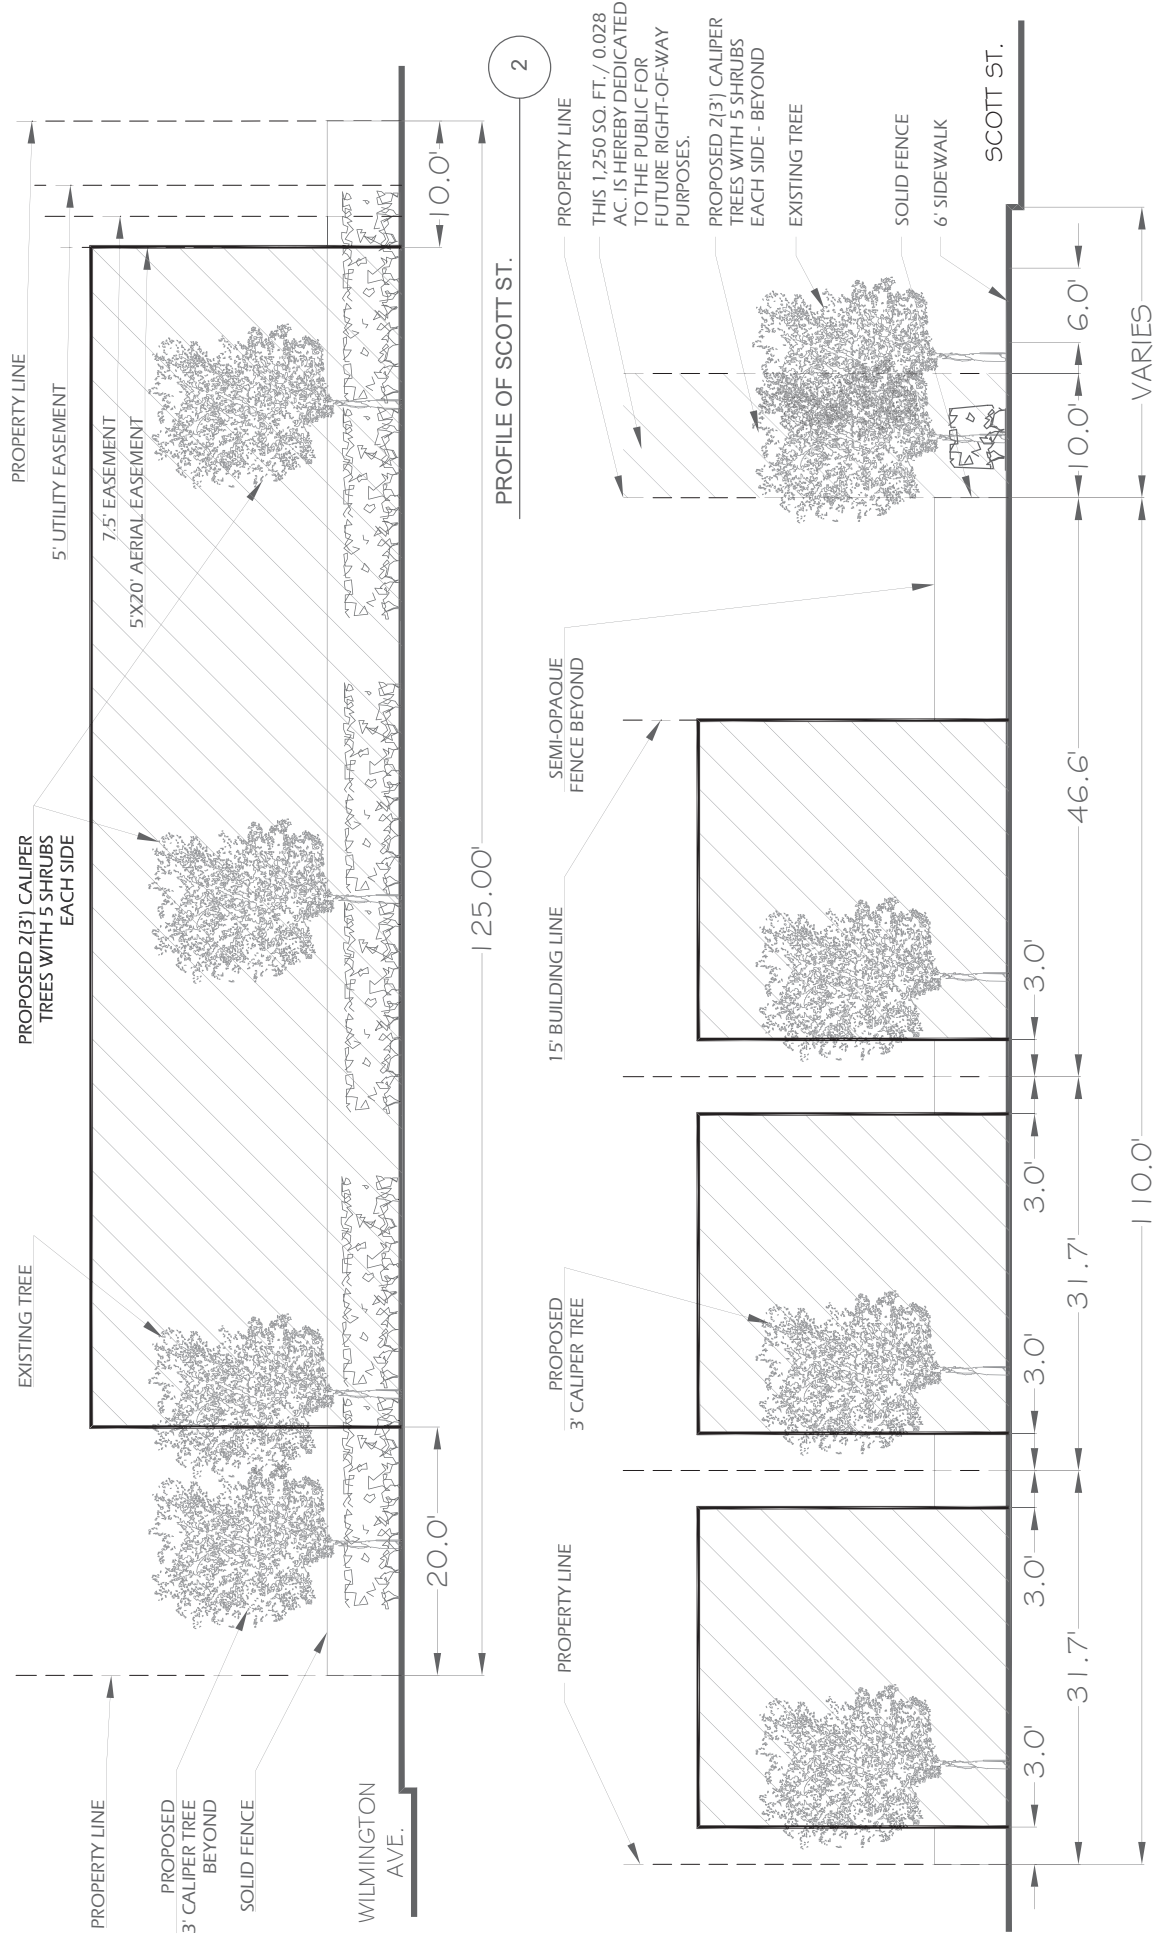 PROPERTY LINE
PROPOSED
3' CALIPER TREE
BEYOND
SOLID FENCE
WILMINGTON
AVE.
EXISTING TREE
PROPOSED 2(3') CALIPER
TREES WITH 5 SHRUBS
EACH SIDE
PROPERTY LINE
5' UTILITY EASEMENT
7.5' EASEMENT
5'X20' AERIAL EASEMENT
20.0'
10.0'
125.00'
PROFILE OF SCOTT ST.
2
PROPERTY LINE
PROPOSED
3' CALIPER TREE
15' BUILDING LINE
SEMI-OPAQUE
FENCE BEYOND
PROPERTY LINE
THIS 1,250 SQ. FT. / 0.028
AC. IS HEREBY DEDICATED
TO THE PUBLIC FOR
FUTURE RIGHT-OF-WAY
PURPOSES.
PROPOSED 2(3') CALIPER
TREES WITH 5 SHRUBS
EACH SIDE - BEYOND
EXISTING TREE
SOLID FENCE
6' SIDEWALK
SCOTT ST.
3.0'
3.0'
3.0'
3.0'
3.0'
31.7'
31.7'
46.6'
10.0'
6.0'
110.0'
VARIES